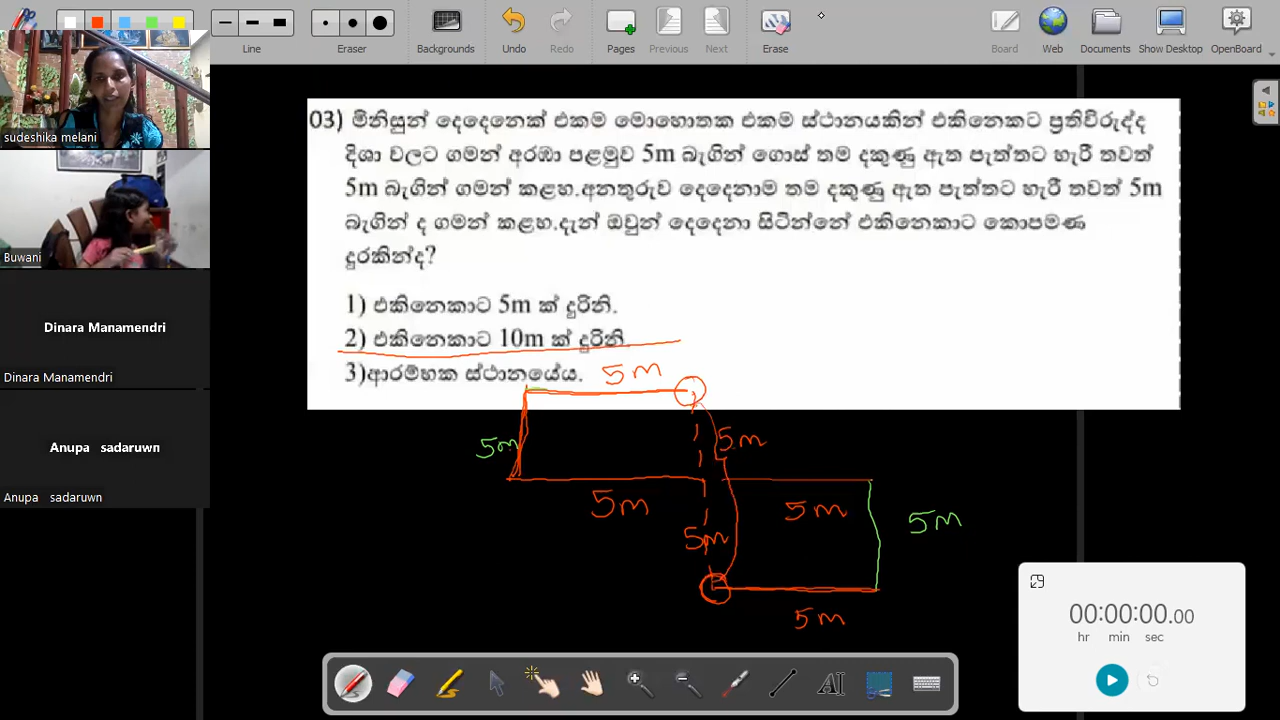 Line
Eraser
Backgrounds
Undo
Redo
Pages
Previous
Next
Erase
Board
Web
Documents
Show Desktop
OpenBoard
sudeshika melani
Buwani
Dinara Manamendri
Dinara Manamendri
Anupa sadaruwn
Anupa sadaruwn
03) මිනිසුන් දෙදෙනෙක් එකම මොහොතක එකම ස්ථානයකින් එකිනෙකට ප්‍රතිවිරුද්ද
දිශා වලට ගමන් අරඹා පළමුව 5m බැගින් ගොස් තම දකුණු ඇත පැත්තට හැරී තවත්
5m බැගින් ගමන් කළහ.අනතුරුව දෙදෙනාම තම දකුණු ඇත පැත්තට හැරී තවත් 5m
බැගින් ද ගමන් කළහ.දැන් ඔවුන් දෙදෙනා සිටින්නේ එකිනෙකාට කොපමණ
දුරකින්ද?
1) එකිනෙකාට 5m ක් දුරිනි.
2) එකිනෙකාට 10m ක් දුරිනි.
3)ආරම්භක ස්ථානයේය.
5m
5m
5m
5m
5m
5m
5m
5m
00:00:00.00
hr min sec
AI